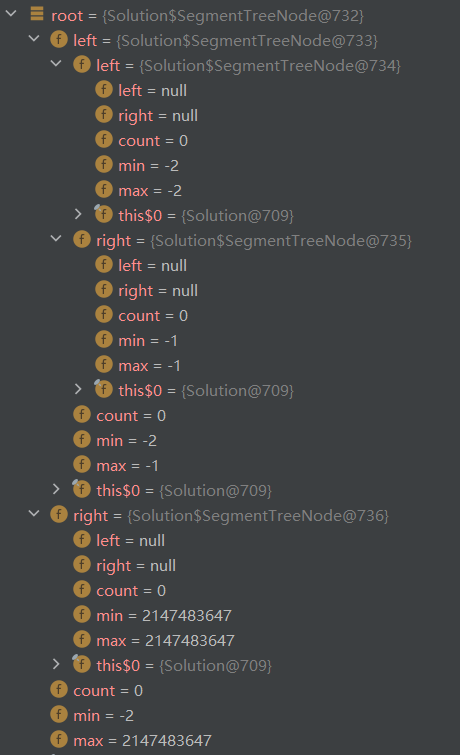 root = {Solution$SegmentTreeNode@732}
f left = {Solution$SegmentTreeNode@733}
f left = {Solution$SegmentTreeNode@734}
f left = null
f right = null
f count = 0
f min = -2
f max = -2
f this$0 = {Solution@709}
f right = {Solution$SegmentTreeNode@735}
f left = null
f right = null
f count = 0
f min = -1
f max = -1
f this$0 = {Solution@709}
f count = 0
f min = -2
f max = -1
f this$0 = {Solution@709}
f right = {Solution$SegmentTreeNode@736}
f left = null
f right = null
f count = 0
f min = 2147483647
f max = 2147483647
f this$0 = {Solution@709}
f count = 0
f min = -2
f max = 2147483647